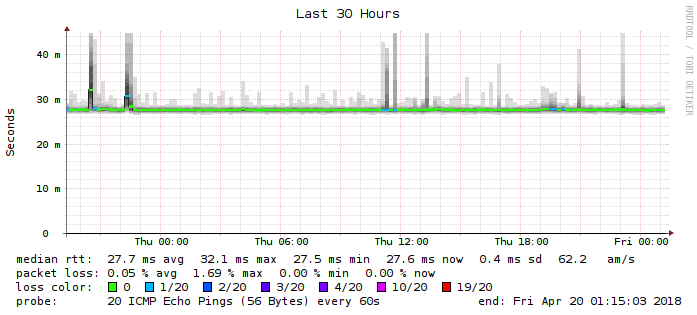 Last 30 Hours
RRDTOOL / TOBI OETIKER
Seconds
40 m
30 m
20 m
10 m
0
Thu 00:00 Thu 06:00 Thu 12:00 Thu 18:00 Fri 00:00
median rtt: 27.7 ms avg 32.1 ms max 27.5 ms min 27.6 ms now 0.4 ms sd 62.2 am/s
packet loss: 0.05 % avg 1.69 % max 0.00 % min 0.00 % now
loss color: 0 1/20 2/20 3/20 4/20 10/20 19/20
probe: 20 ICMP Echo Pings (56 Bytes) every 60s end: Fri Apr 20 01:15:03 2018